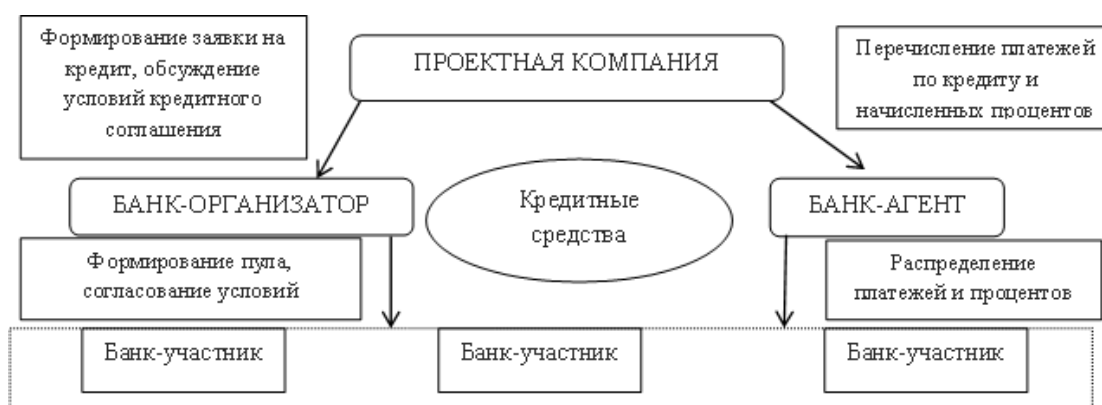 Формирование заявки на
кредит, обсуждение
условий кредитного
соглашения
ПРОЕКТНАЯ КОМПАНИЯ
Перечисление платежей
по кредиту и
начисленных процентов
БАНК-ОРГАНИЗАТОР
Кредитные
средства
БАНК-АГЕНТ
Формирование пула,
согласование условий
Распределение
платежей и процентов
Банк-участник
Банк-участник
Банк-участник